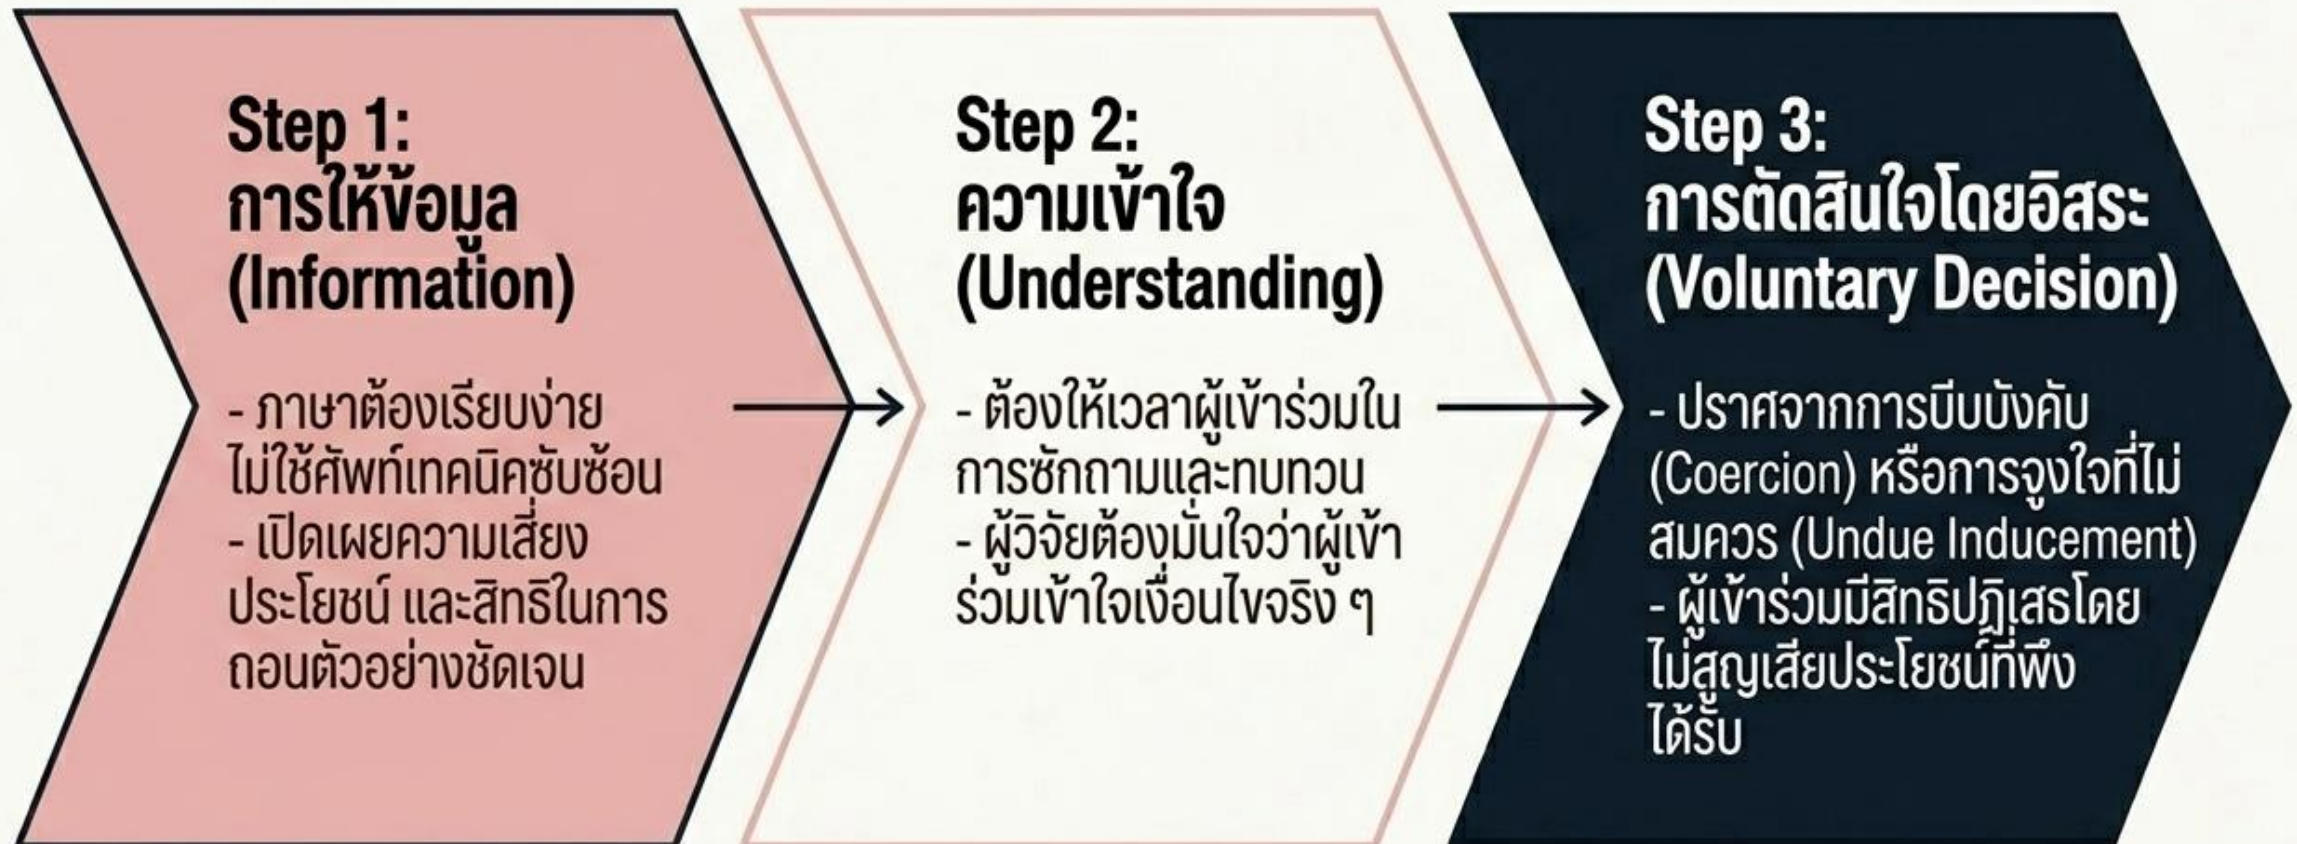 Step 1:
การให้ข้อมูล
(Information)
- ภาษาต้องเรียบง่าย
ไม่ใช้ศัพท์เทคนิคซับซ้อน
- เปิดเผยความเสี่ยง
ประโยชน์ และสิทธิในการ
ถอนตัวอย่างชัดเจน
Step 2:
ความเข้าใจ
(Understanding)
- ต้องให้เวลาผู้เข้าร่วมใน
การซักถามและทบทวน
- ผู้วิจัยต้องมั่นใจว่าผู้เข้า
ร่วมเข้าใจเงื่อนไขจริง ๆ
Step 3:
การตัดสินใจโดยอิสระ
(Voluntary Decision)
- ปราศจากการบีบบังคับ
(Coercion) หรือการจูงใจที่ไม่
สมควร (Undue Inducement)
- ผู้เข้าร่วมมีสิทธิปฏิเสธโดย
ไม่สูญเสียประโยชน์ที่พึง
ได้รับ